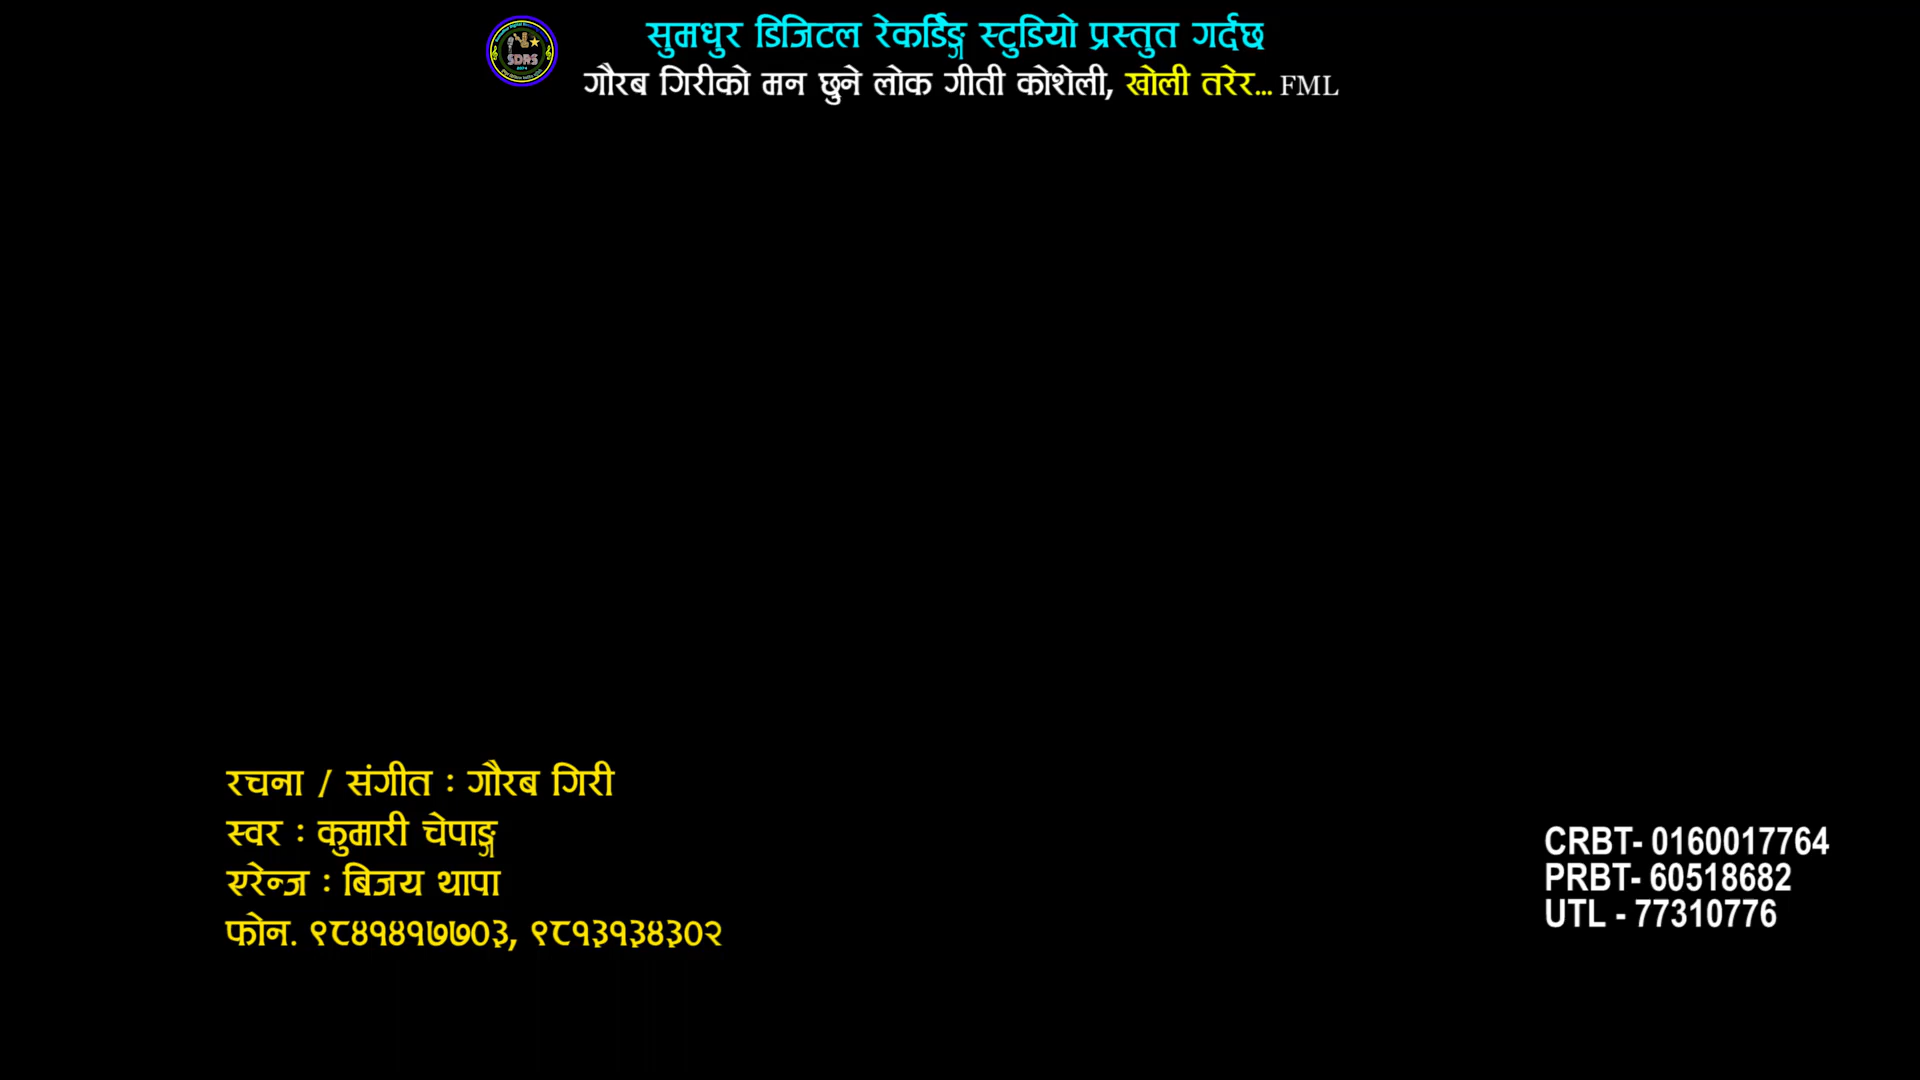 सुमधुर डिजिटल रेकर्डिङ्ग स्टुडियो प्रस्तुत गर्दछ
SDRS
गौरब गिरीको मन छुने लोक गीती कोशेली, खोली तरेर... FML
रचना / संगीत : गौरब गिरी
स्वर : कुमारी चेपाङ्ग
एरेन्ज : बिजय थापा
फोन. ९८४१४१७७०३, ९८१३१३४३०२
CRBT- 0160017764
PRBT- 60518682
UTL - 77310776